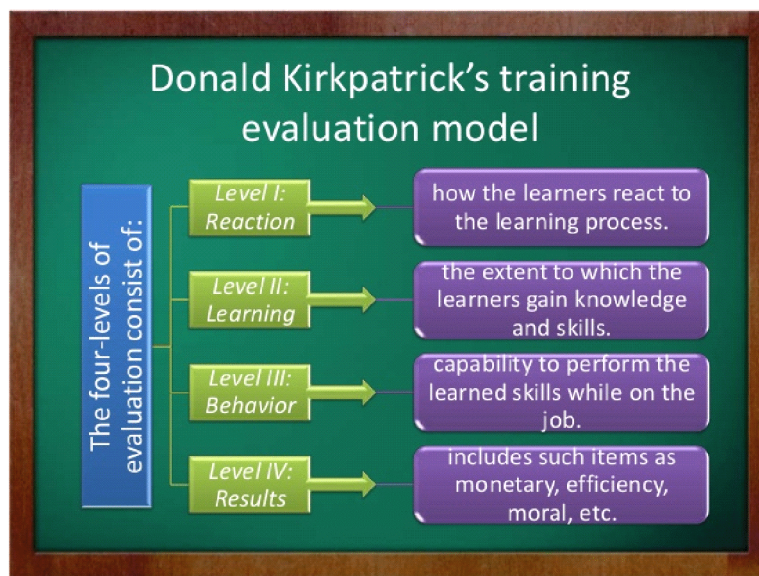 Donald Kirkpatrick's training
evaluation model
The four-levels of
evaluation consist of:
Level I:
Reaction
how the learners react to
the learning process.
Level II:
Learning
the extent to which the
learners gain knowledge
and skills.
Level III:
Behavior
capability to perform the
learned skills while on the
job.
Level IV:
Results
includes such items as
monetary, efficiency,
moral, etc.